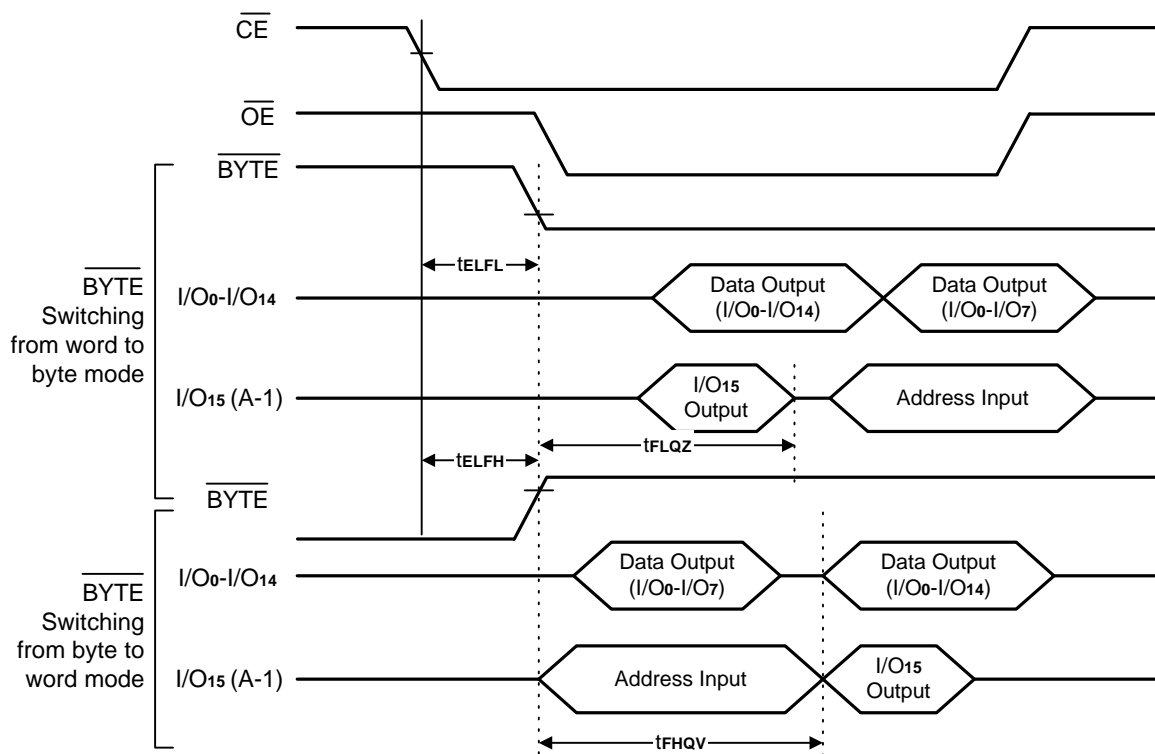 CE
OE
BYTE
tELFL
BYTE
Switching
from word to
byte mode
I/O0-I/O14
Data Output
(I/O0-I/O14)
Data Output
(I/O0-I/O7)
I/O15 (A-1)
I/O15
Output
Address Input
tELFH
tFLQZ
BYTE
BYTE
Switching
from byte to
word mode
I/O0-I/O14
Data Output
(I/O0-I/O7)
Data Output
(I/O0-I/O14)
I/O15 (A-1)
Address Input
I/O15
Output
tFHQV